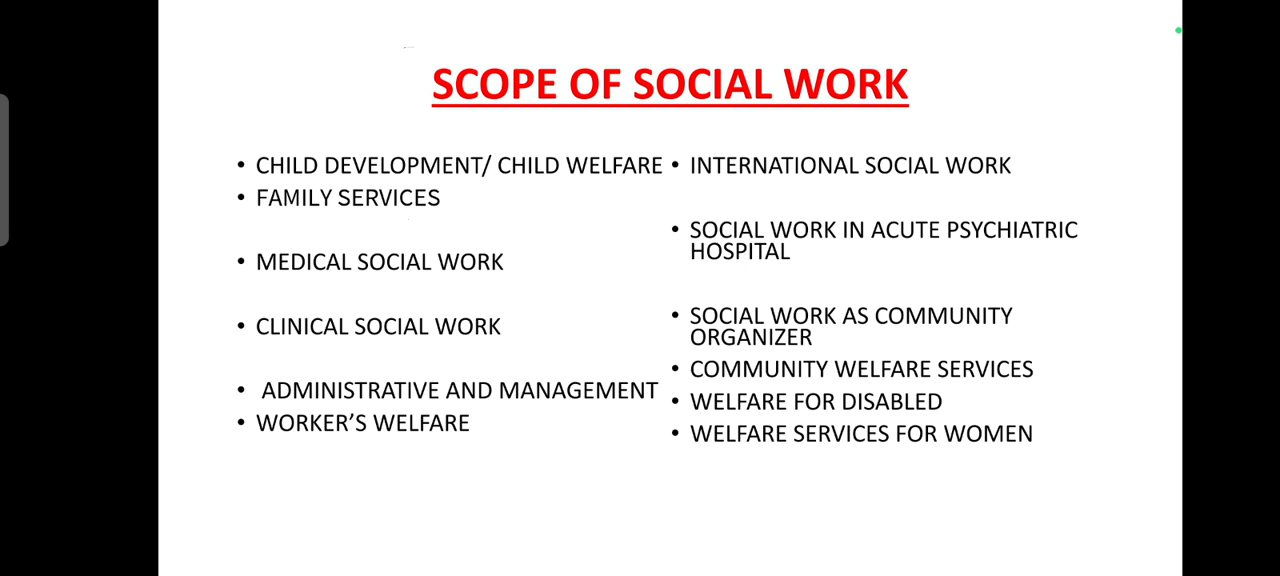 SCOPE OF SOCIAL WORK
• CHILD DEVELOPMENT/ CHILD WELFARE
• FAMILY SERVICES
• MEDICAL SOCIAL WORK
• CLINICAL SOCIAL WORK
• ADMINISTRATIVE AND MANAGEMENT
• WORKER’S WELFARE
• INTERNATIONAL SOCIAL WORK
• SOCIAL WORK IN ACUTE PSYCHIATRIC
HOSPITAL
• SOCIAL WORK AS COMMUNITY
ORGANIZER
• COMMUNITY WELFARE SERVICES
• WELFARE FOR DISABLED
• WELFARE SERVICES FOR WOMEN